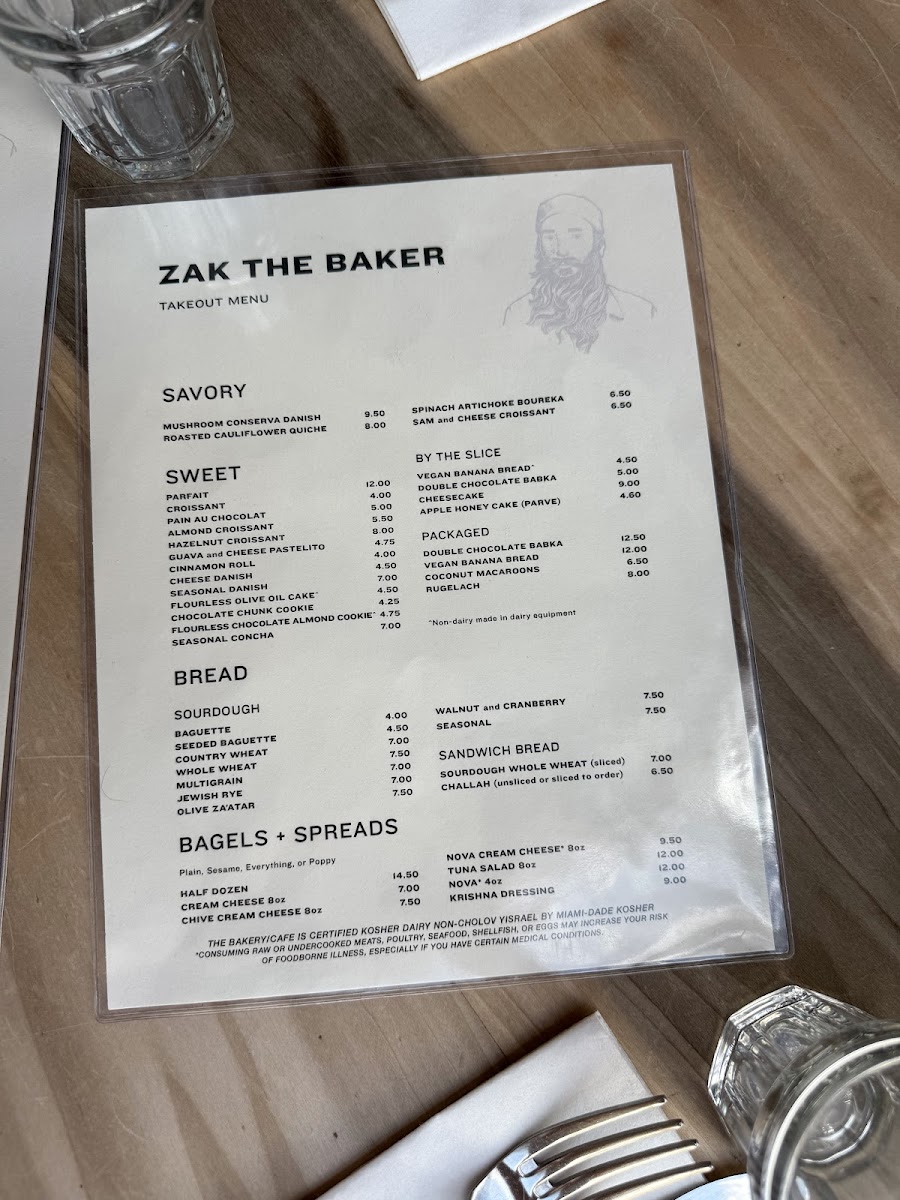 ZAK THE BAKER
TAKEOUT MENU
SAVORY
MUSHROOM CONSERVA DANISH 9.50
ROASTED CAULIFLOWER QUICHE 8.00
SPINACH ARTICHOKE BOUREKA 6.50
SAM and CHEESE CROISSANT 6.50
SWEET
PARFAIT 12.00
CROISSANT 4.00
PAIN AU CHOCOLAT 5.00
ALMOND CROISSANT 5.50
HAZELNUT CROISSANT 8.00
GUAVA and CHEESE PASTELITO 4.75
CINNAMON ROLL 4.00
CHEESE DANISH 4.50
SEASONAL DANISH 7.00
FLOURLESS OLIVE OIL CAKE* 4.50
CHOCOLATE CHUNK COOKIE 4.25
FLOURLESS CHOCOLATE ALMOND COOKIE* 4.75
SEASONAL CONCHA 7.00
BY THE SLICE
VEGAN BANANA BREAD* 4.50
DOUBLE CHOCOLATE BABKA 5.00
CHEESECAKE 9.00
APPLE HONEY CAKE (PARVE) 4.60
PACKAGED
DOUBLE CHOCOLATE BABKA 12.50
VEGAN BANANA BREAD 12.00
COCONUT MACAROONS 6.50
RUGELACH 8.00
*Non-dairy made in dairy equipment
BREAD
SOURDOUGH
BAGUETTE 4.00
SEEDED BAGUETTE 4.50
COUNTRY WHEAT 7.00
WHOLE WHEAT 7.50
MULTIGRAIN 7.00
JEWISH RYE 7.00
OLIVE ZA'ATAR 7.50
WALNUT and CRANBERRY 7.50
SEASONAL 7.50
SANDWICH BREAD
SOURDOUGH WHOLE WHEAT (sliced) 7.00
CHALLAH (unsliced or sliced to order) 6.50
BAGELS + SPREADS
Plain, Sesame, Everything, or Poppy
HALF DOZEN 14.50
CREAM CHEESE 8oz 7.00
CHIVE CREAM CHEESE 8oz 7.50
NOVA CREAM CHEESE* 8oz 9.50
TUNA SALAD 8oz 12.00
NOVA* 4oz 12.00
KRISHNA DRESSING 9.00
THE BAKERY/CAFE IS CERTIFIED KOSHER DAIRY NON-CHOLOV YISRAEL BY MIAMI-DADE KOSHER
*CONSUMING RAW OR UNDERCOOKED MEATS, POULTRY, SEAFOOD, SHELLFISH, OR EGGS MAY INCREASE YOUR RISK
OF FOODBORNE ILLNESS, ESPECIALLY IF YOU HAVE CERTAIN MEDICAL CONDITIONS.